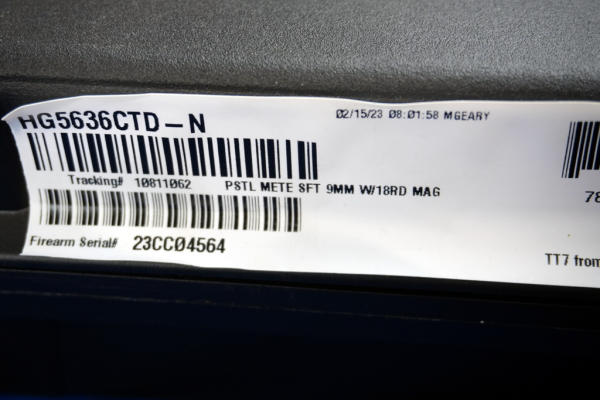 HG5636CTD-N
02/15/23 08:01:58 MGEARY
Tracking# 10811062 PSTL METE SFT 9MM W/18RD MAG
78
Firearm Serial# 23CC04564
TT7 from